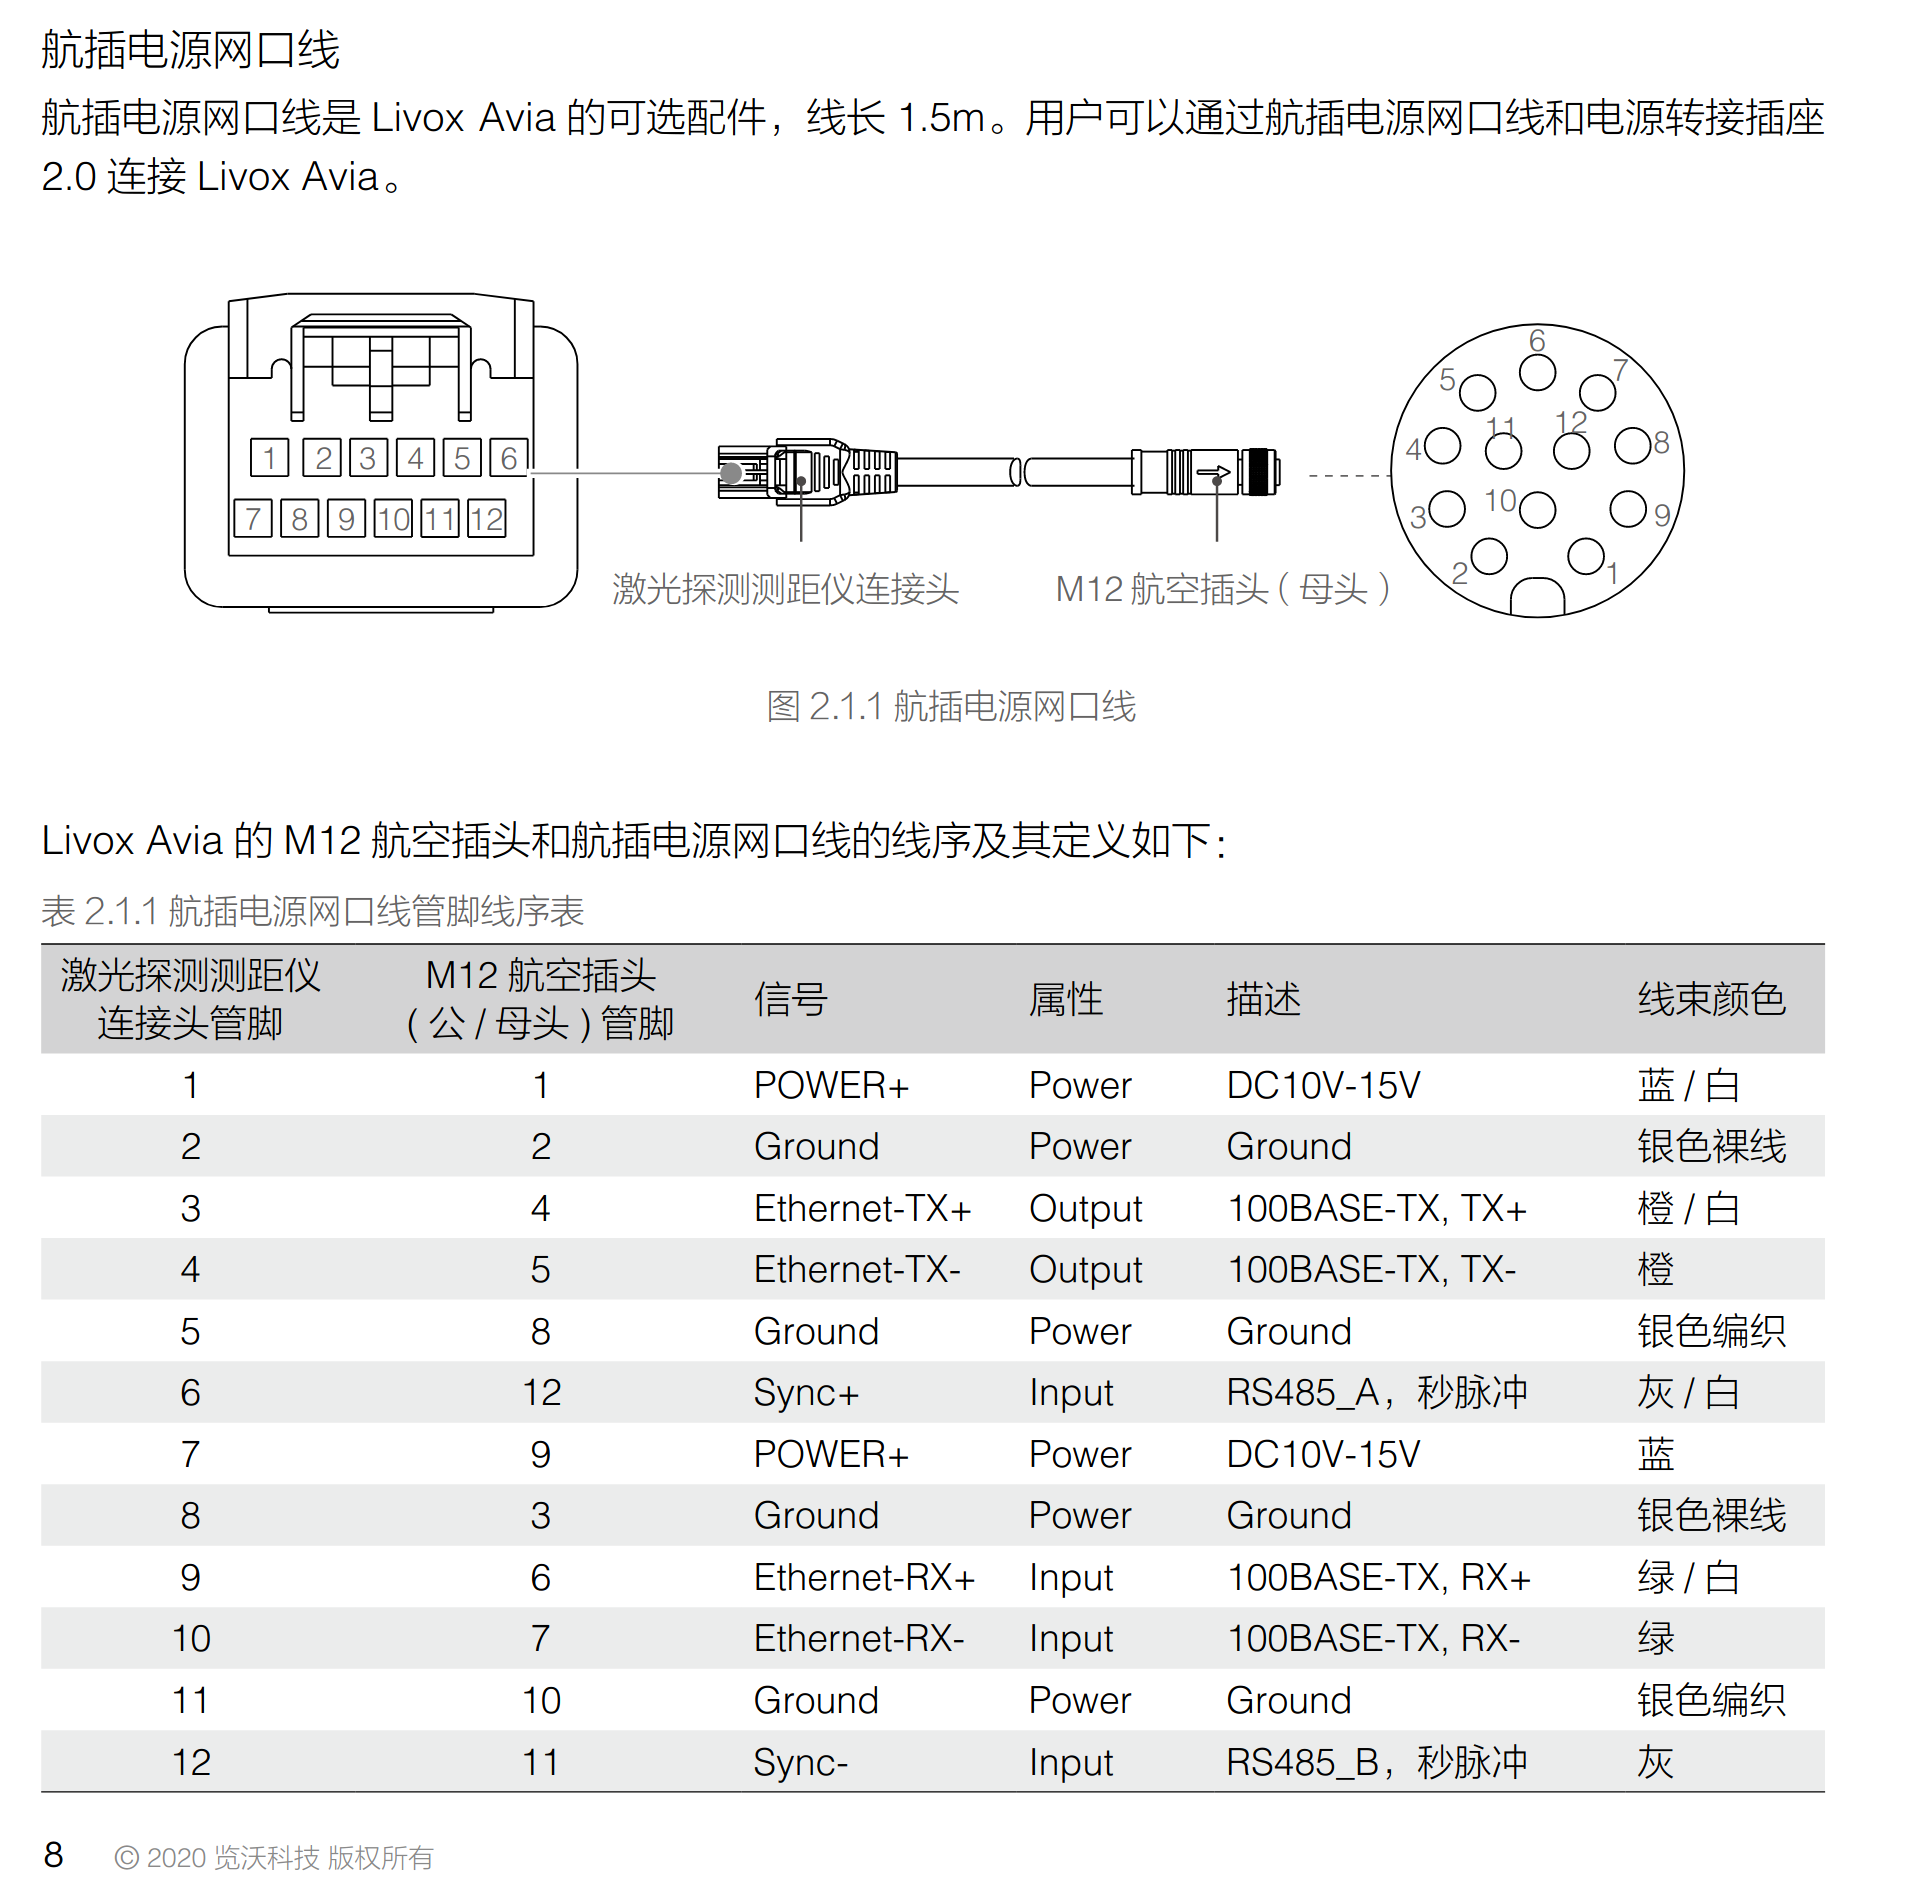 航插电源网口线
航插电源网口线是 Livox Avia 的可选配件，线长 1.5m。用户可以通过航插电源网口线和电源转接插座
2.0 连接 Livox Avia。
1 2 3 4 5 6
7 8 9 10 11 12
激光探测测距仪连接头
M12 航空插头（母头）
6
5 7
11 12
4 8
10
3 9
2 1
图 2.1.1 航插电源网口线
Livox Avia 的 M12 航空插头和航插电源网口线的线序及其定义如下：
表 2.1.1 航插电源网口线管脚线序表
激光探测测距仪连接头管脚 M12 航空插头（公 / 母头）管脚 信号 属性 描述 线束颜色
1 1 POWER+ Power DC10V-15V 蓝 / 白
2 2 Ground Power Ground 银色裸线
3 4 Ethernet-TX+ Output 100BASE-TX, TX+ 橙 / 白
4 5 Ethernet-TX- Output 100BASE-TX, TX- 橙
5 8 Ground Power Ground 银色编织
6 12 Sync+ Input RS485_A，秒脉冲 灰 / 白
7 9 POWER+ Power DC10V-15V 蓝
8 3 Ground Power Ground 银色裸线
9 6 Ethernet-RX+ Input 100BASE-TX, RX+ 绿 / 白
10 7 Ethernet-RX- Input 100BASE-TX, RX- 绿
11 10 Ground Power Ground 银色编织
12 11 Sync- Input RS485_B，秒脉冲 灰
8 © 2020 览沃科技 版权所有